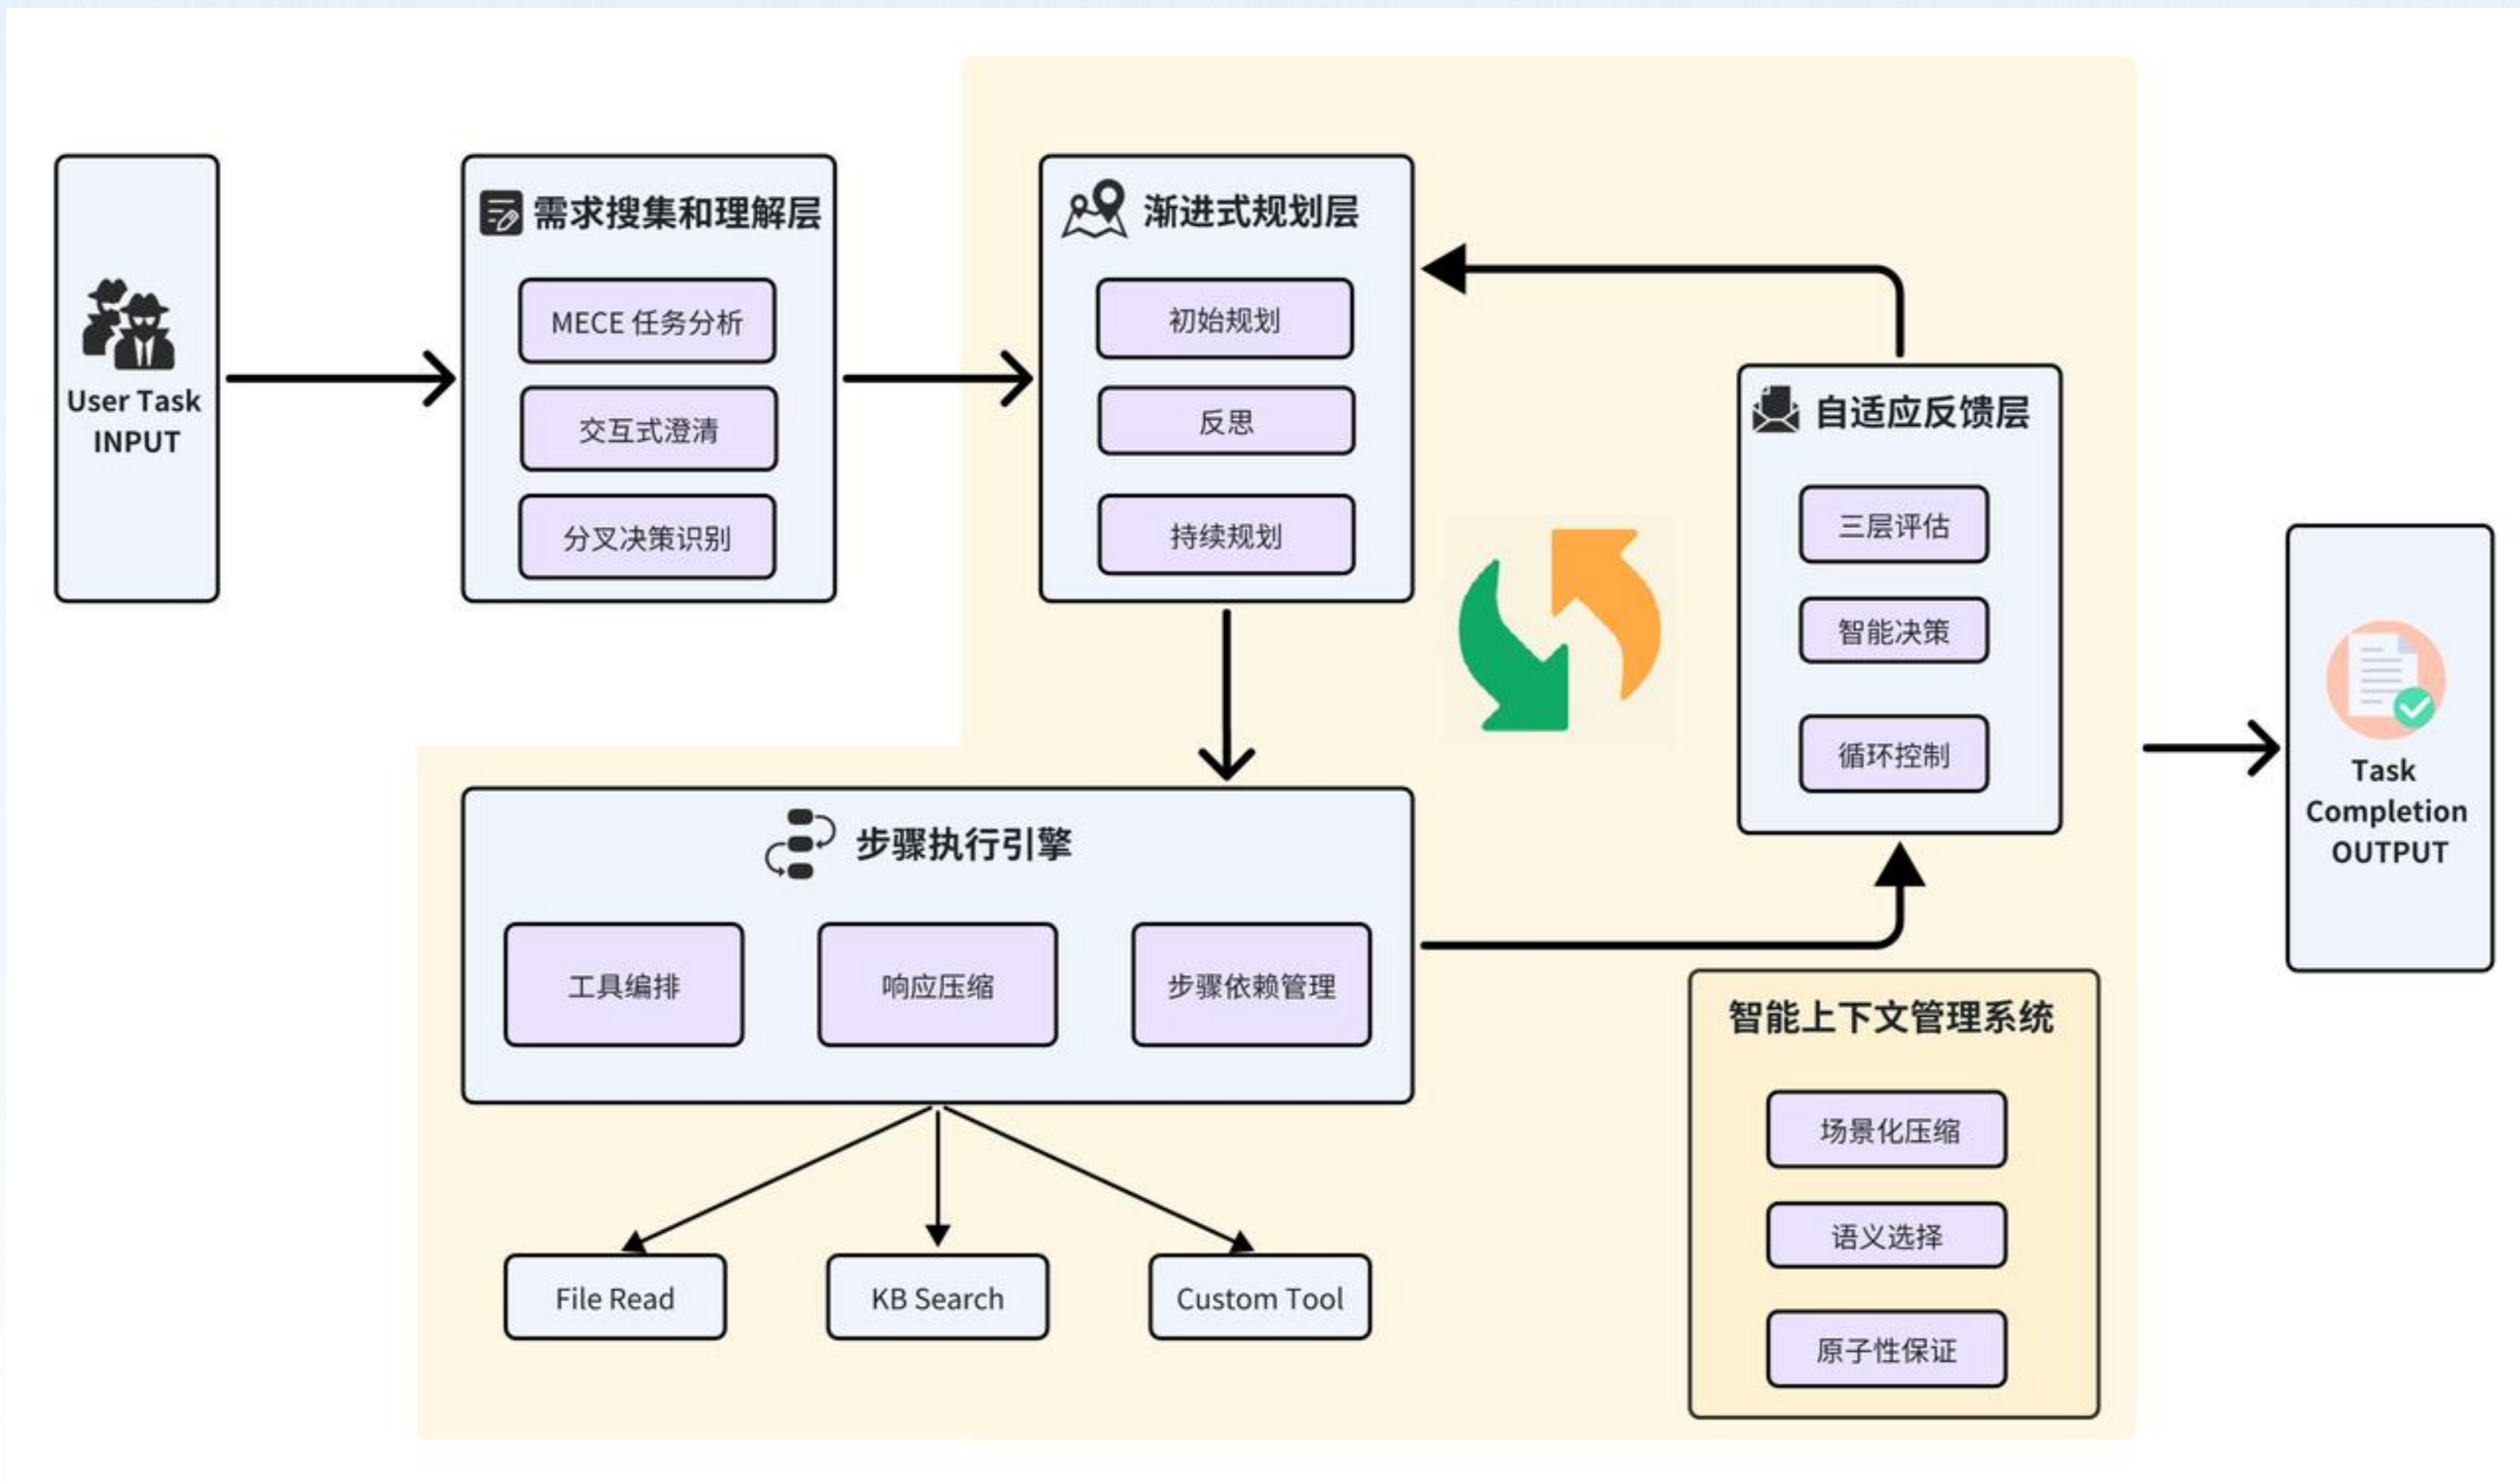 User Task
INPUT
需求搜集和理解层
MECE 任务分析
交互式澄清
分叉决策识别
渐进式规划层
初始规划
反思
持续规划
自适应反馈层
三层评估
智能决策
循环控制
步骤执行引擎
工具编排
响应压缩
步骤依赖管理
File Read
KB Search
Custom Tool
智能上下文管理系统
场景化压缩
语义选择
原子性保证
Task
Completion
OUTPUT